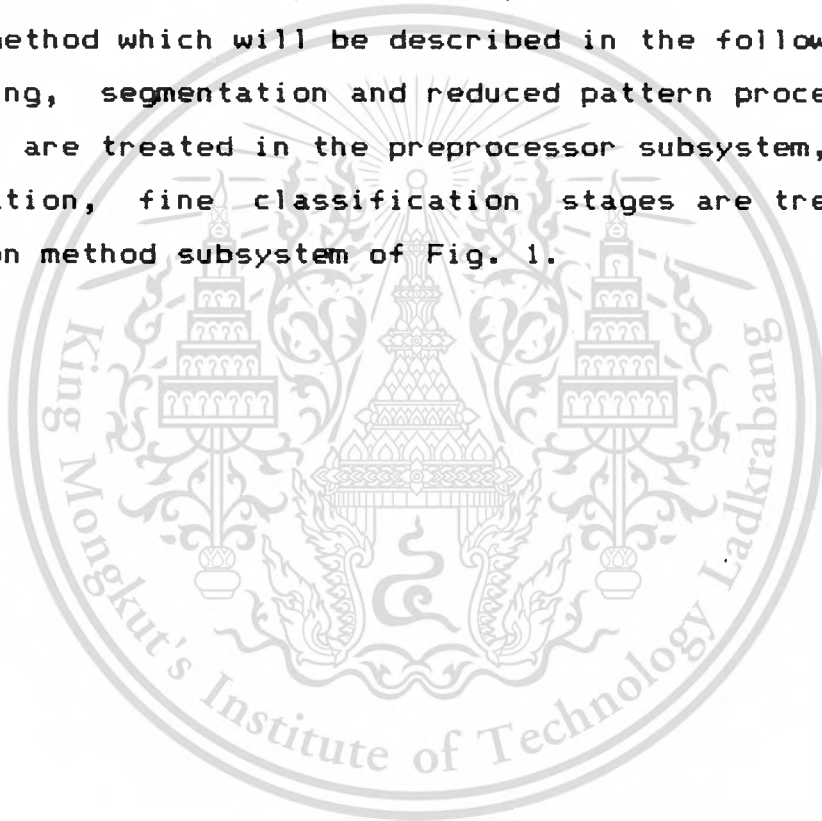 method which will be described in the follow
ng, segmentation and reduced pattern proce
are treated in the preprocessor subsystem,
tion, fine classification stages are tre
on method subsystem of Fig. 1.
King Mongkut's Institute of Technology Ladkrabang